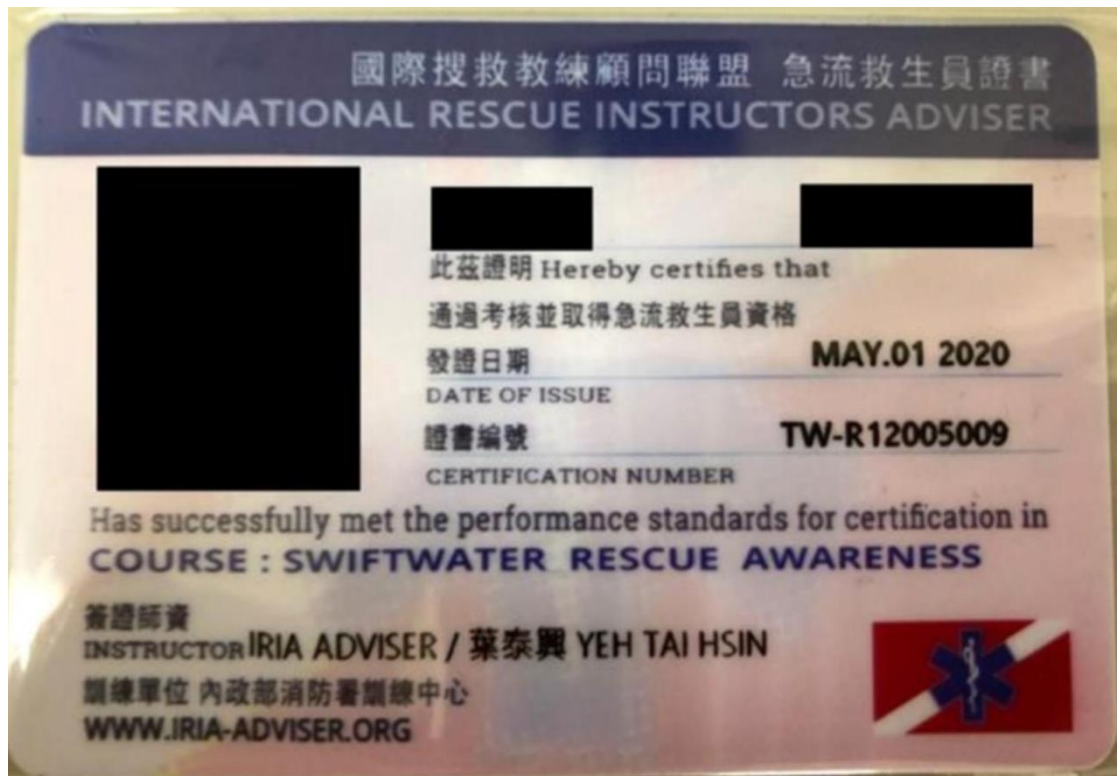 國際搜救教練顧問聯盟 急流救生員證書
INTERNATIONAL RESCUE INSTRUCTORS ADVISER
此茲證明 Hereby certifies that
通過考核並取得急流救生員資格
發證日期 MAY.01 2020
DATE OF ISSUE
證書編號 TW-R12005009
CERTIFICATION NUMBER
Has successfully met the performance standards for certification in
COURSE : SWIFTWATER RESCUE AWARENESS
簽證師資
INSTRUCTOR IRIA ADVISER / 葉泰興 YEH TAI HSIN
訓練單位 內政部消防署訓練中心
WWW.IRIA-ADVISER.ORG